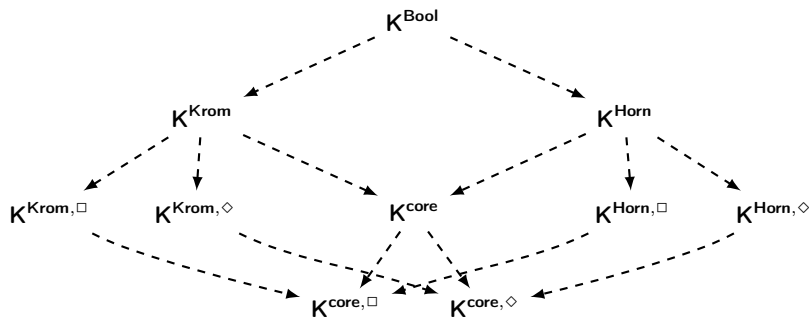 K^Bool
K^Krom K^Horn
K^Krom,□ K^Krom,◇ K^core K^Horn,□ K^Horn,◇
K^core,□ K^core,◇